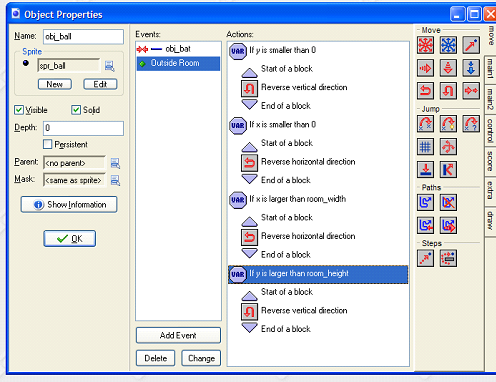 Object Properties
Name: obj_ball
Sprite
spr_ball
New Edit
Visible Solid
Depth: 0
Persistent
Parent: <no parent>
Mask: <same as sprite>
Show Information
OK
Events:
obj_bat
Outside Room
Add Event
Delete Change
Actions:
VAR If y is smaller than 0
Start of a block
Reverse vertical direction
End of a block
VAR If x is smaller than 0
Start of a block
Reverse horizontal direction
End of a block
VAR If x is larger than room_width
Start of a block
Reverse horizontal direction
End of a block
VAR If y is larger than room_height
Start of a block
Reverse vertical direction
End of a block
Move
Jump
Paths
Steps
move
main1
main2
control
score
extra
draw